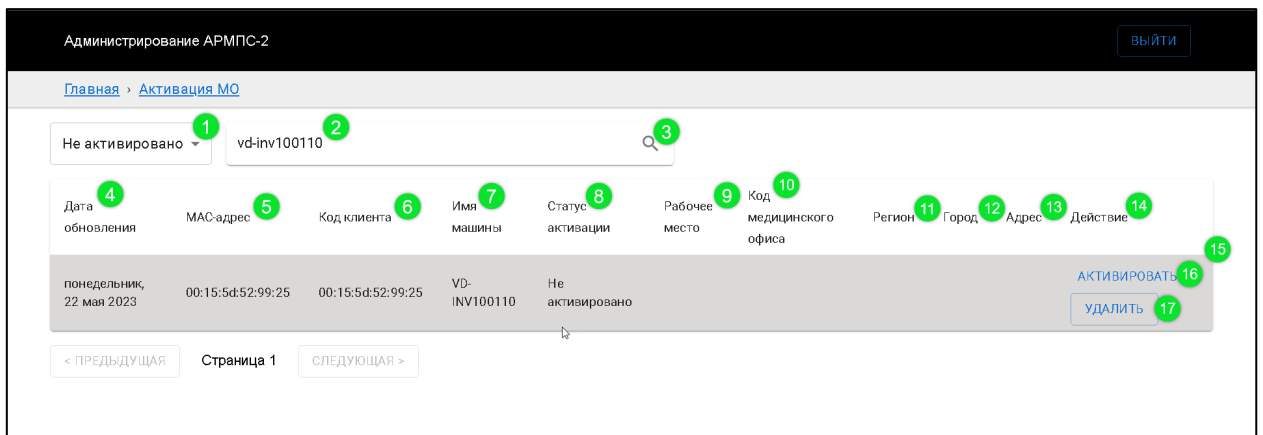 Администрирование АРМПС-2 ВЫЙТИ
Главная › Активация МО
Не активировано 1 vd-inv100110 2 3
Дата обновления 4 MAC-адрес 5 Код клиента 6 Имя машины 7 Статус активации 8 Рабочее место 9 Код медицинского офиса 10 Регион 11 Город 12 Адрес 13 Действие 14
15
понедельник, 22 мая 2023 00:15:5d:52:99:25 00:15:5d:52:99:25 VD-INV100110 Не активировано АКТИВИРОВАТЬ 16
УДАЛИТЬ 17
< ПРЕДЫДУЩАЯ Страница 1 СЛЕДУЮЩАЯ >